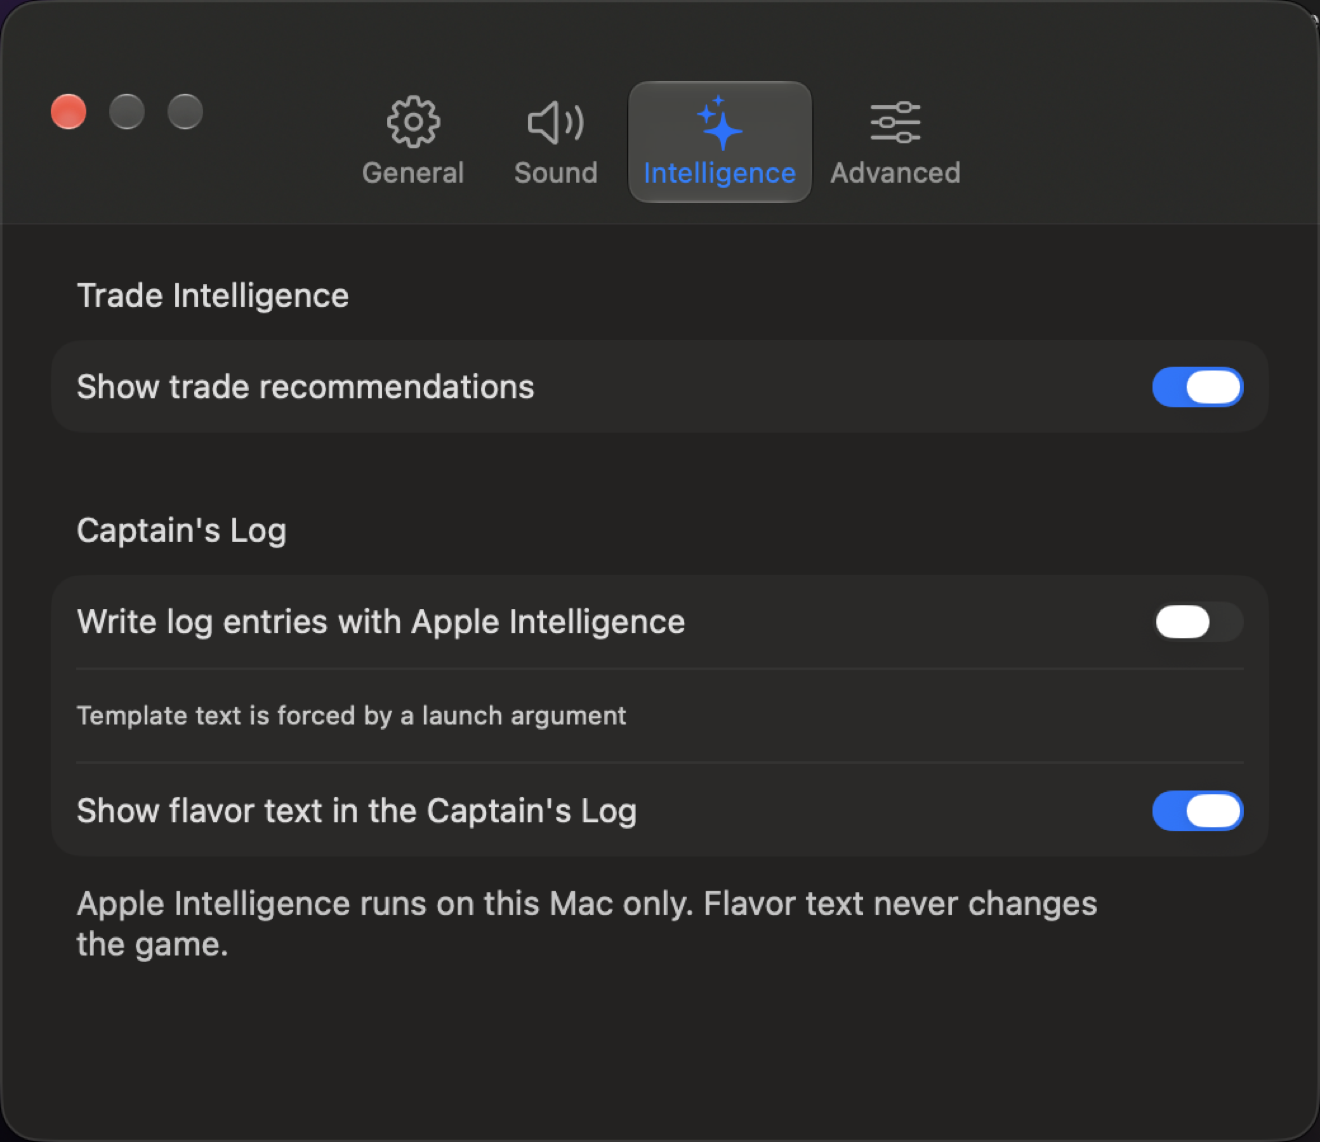 General
Sound
Intelligence
Advanced
Trade Intelligence
Show trade recommendations
Captain's Log
Write log entries with Apple Intelligence
Template text is forced by a launch argument
Show flavor text in the Captain's Log
Apple Intelligence runs on this Mac only. Flavor text never changes
the game.